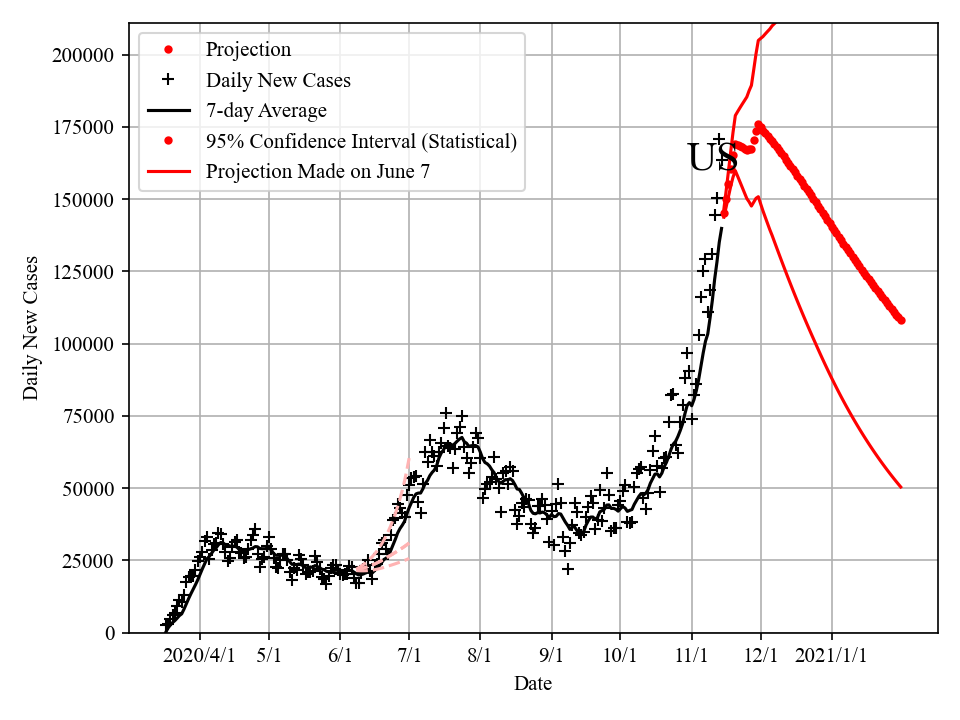 200000
175000
150000
125000
100000
75000
50000
25000
0
Daily New Cases
Projection
Daily New Cases
7-day Average
95% Confidence Interval (Statistical)
Projection Made on June 7
US
2020/4/1 5/1 6/1 7/1 8/1 9/1 10/1 11/1 12/1 2021/1/1
Date